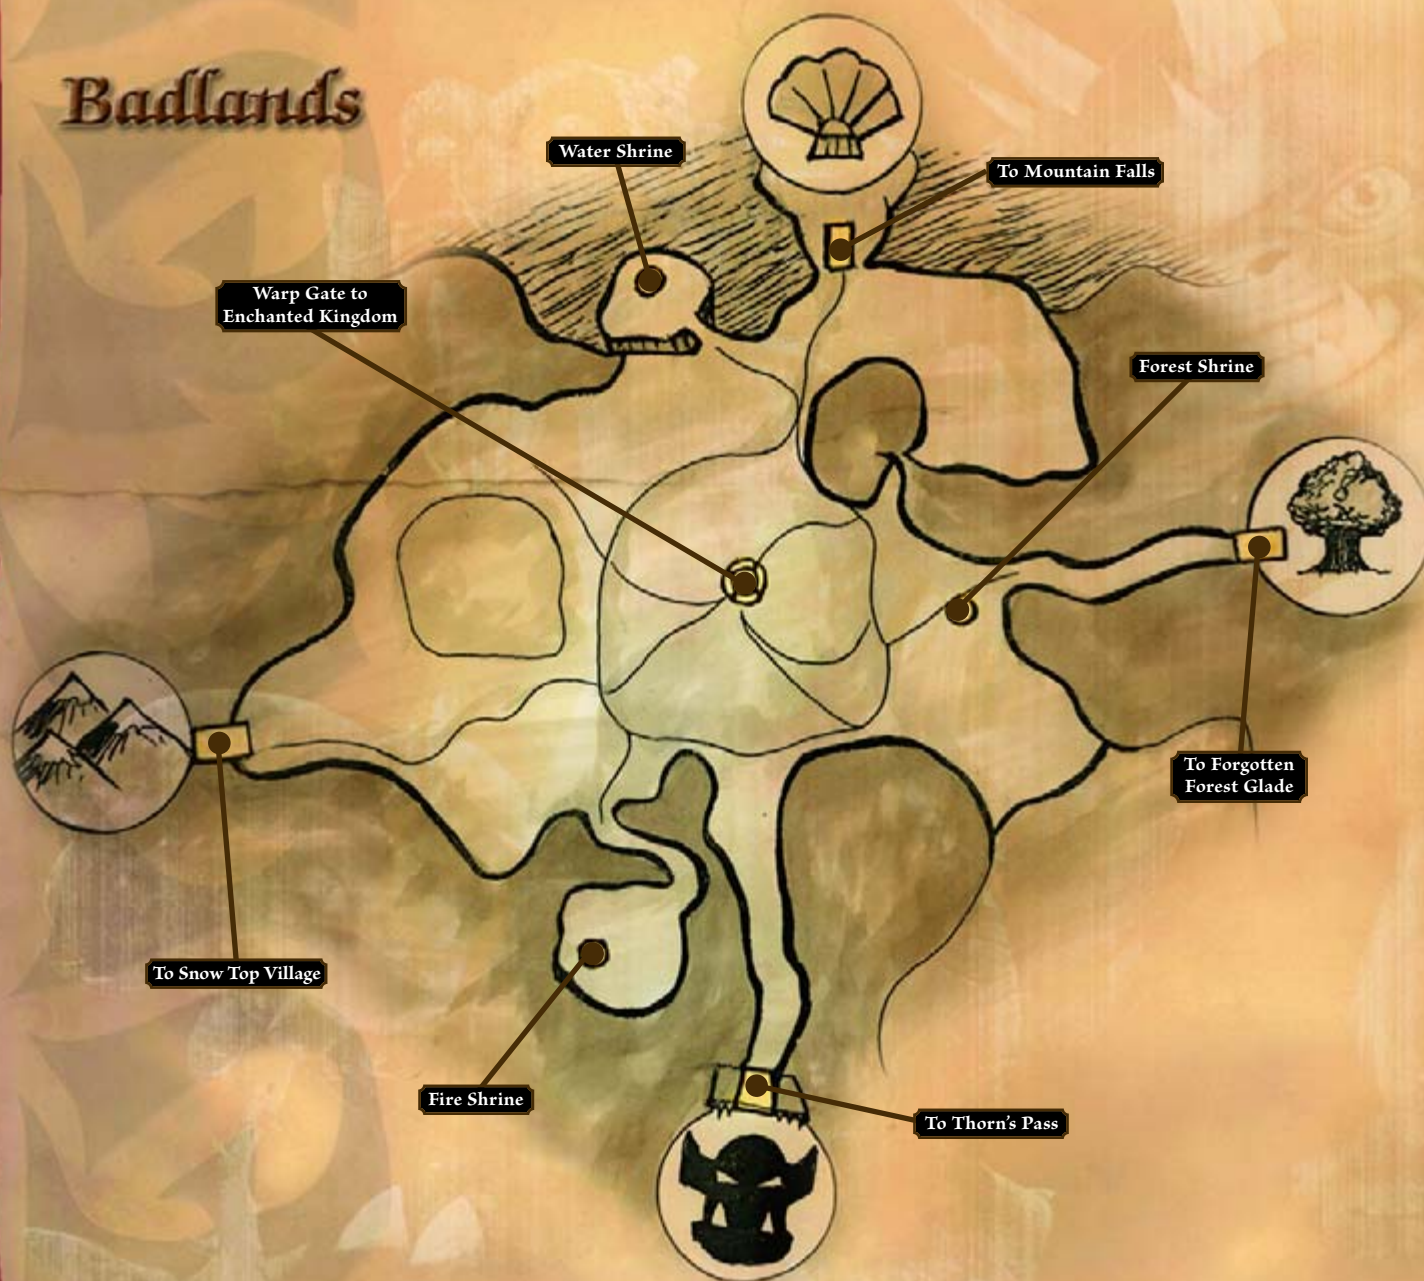 Badlands
Water Shrine
To Mountain Falls
Warp Gate to
Enchanted Kingdom
Forest Shrine
To Forgotten
Forest Glade
To Snow Top Village
Fire Shrine
To Thorn's Pass